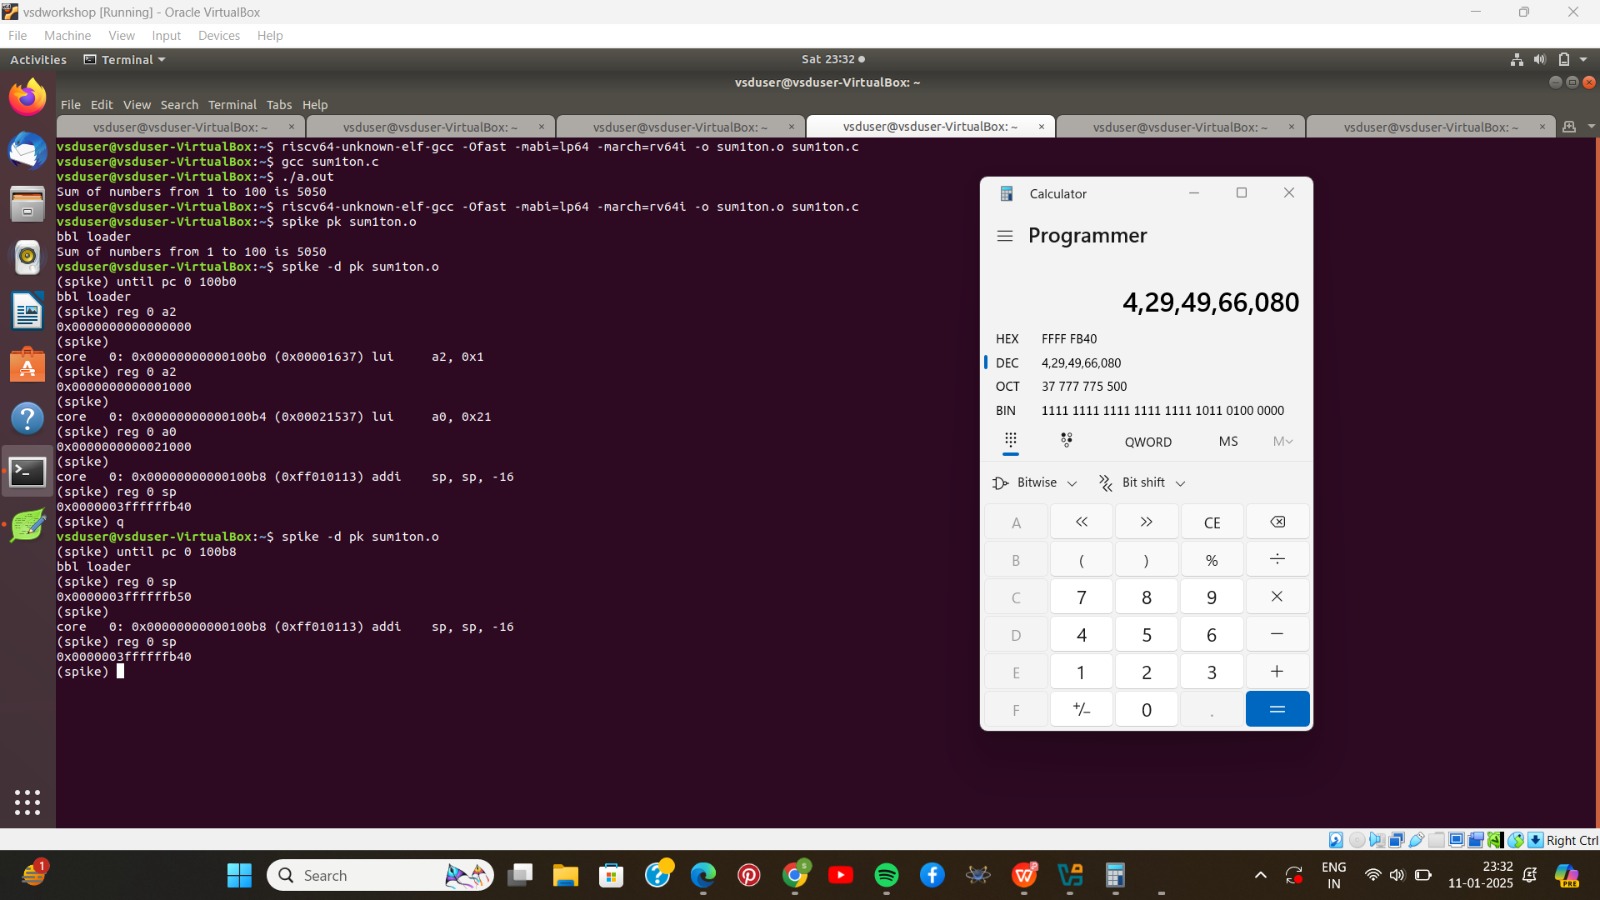 vsdworkshop [Running] - Oracle VirtualBox
File Machine View Input Devices Help
Activities Terminal Sat 23:32
vsduser@vsduser-VirtualBox: ~
File Edit View Search Terminal Tabs Help
vsduser@vsduser-VirtualBox: ~ × vsduser@vsduser-VirtualBox: ~ × vsduser@vsduser-VirtualBox: ~ × vsduser@vsduser-VirtualBox: ~ × vsduser@vsduser-VirtualBox: ~ × vsduser@vsduser-VirtualBox: ~ ×
vsduser@vsduser-VirtualBox:~$ riscv64-unknown-elf-gcc -Ofast -mabi=lp64 -march=rv64i -o sum1ton.o sum1ton.c
vsduser@vsduser-VirtualBox:~$ gcc sum1ton.c
vsduser@vsduser-VirtualBox:~$ ./a.out
Sum of numbers from 1 to 100 is 5050
vsduser@vsduser-VirtualBox:~$ riscv64-unknown-elf-gcc -Ofast -mabi=lp64 -march=rv64i -o sum1ton.o sum1ton.c
vsduser@vsduser-VirtualBox:~$ spike pk sum1ton.o
bbl loader
Sum of numbers from 1 to 100 is 5050
vsduser@vsduser-VirtualBox:~$ spike -d pk sum1ton.o
(spike) until pc 0 100b0
bbl loader
(spike) reg 0 a2
0x0000000000000000
(spike)
core   0: 0x00000000000100b0 (0x00001637) lui     a2, 0x1
(spike) reg 0 a2
0x0000000000001000
(spike)
core   0: 0x00000000000100b4 (0x00021537) lui     a0, 0x21
(spike) reg 0 a0
0x0000000000021000
(spike)
core   0: 0x00000000000100b8 (0xff010113) addi    sp, sp, -16
(spike) reg 0 sp
0x0000003ffffffb40
(spike) q
vsduser@vsduser-VirtualBox:~$ spike -d pk sum1ton.o
(spike) until pc 0 100b8
bbl loader
(spike) reg 0 sp
0x0000003ffffffb50
(spike)
core   0: 0x00000000000100b8 (0xff010113) addi    sp, sp, -16
(spike) reg 0 sp
0x0000003ffffffb40
(spike)
Calculator
Programmer
4,29,49,66,080
HEX FFFF FB40
DEC 4,29,49,66,080
OCT 37 777 775 500
BIN 1111 1111 1111 1111 1111 1011 0100 0000
QWORD MS M
Bitwise Bit shift
A « » CE
B ( ) % ÷
C 7 8 9 ×
D 4 5 6 −
E 1 2 3 +
F +/− 0 . =
Right Ctrl
1 Search ENG IN 23:32
11-01-2025 PRE